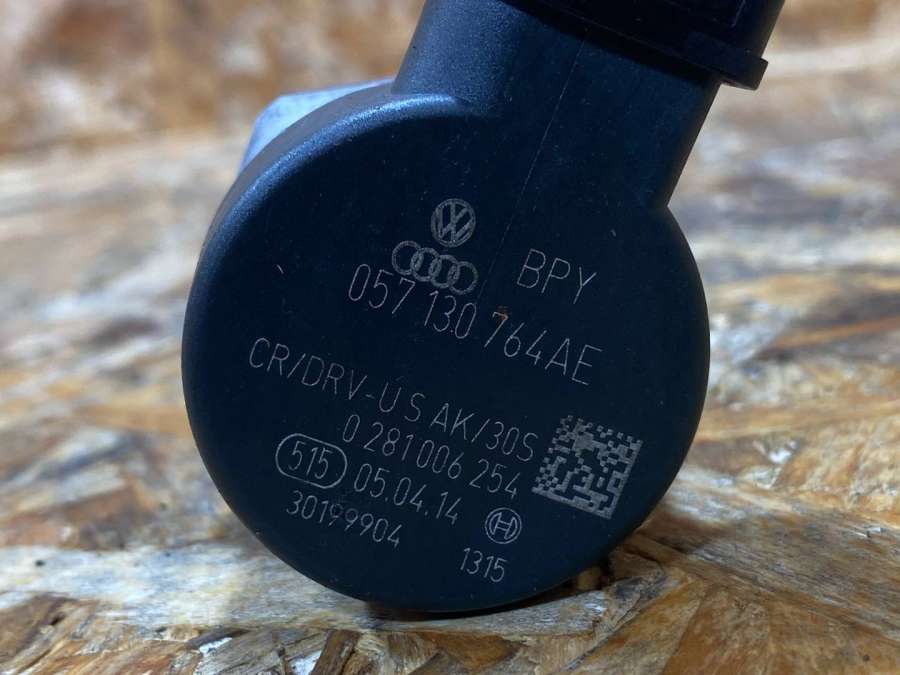 BPY
057 130 764AE
CR/DRV-U S AK/30S
0 281 006 254
515 05.04.14
30199904
1315